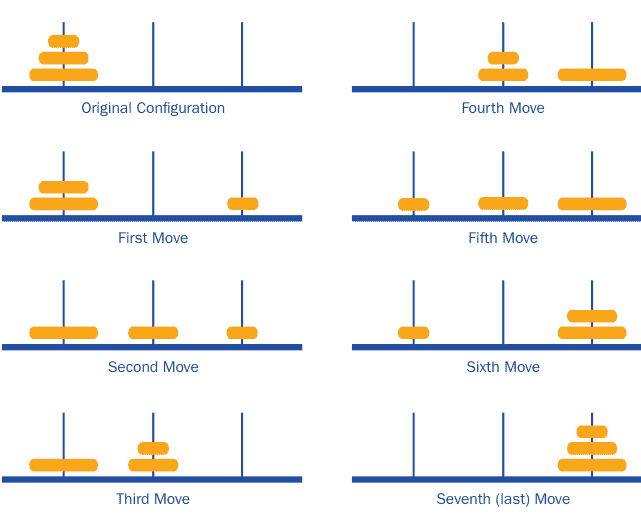 Original Configuration
Fourth Move
First Move
Fifth Move
Second Move
Sixth Move
Third Move
Seventh (last) Move